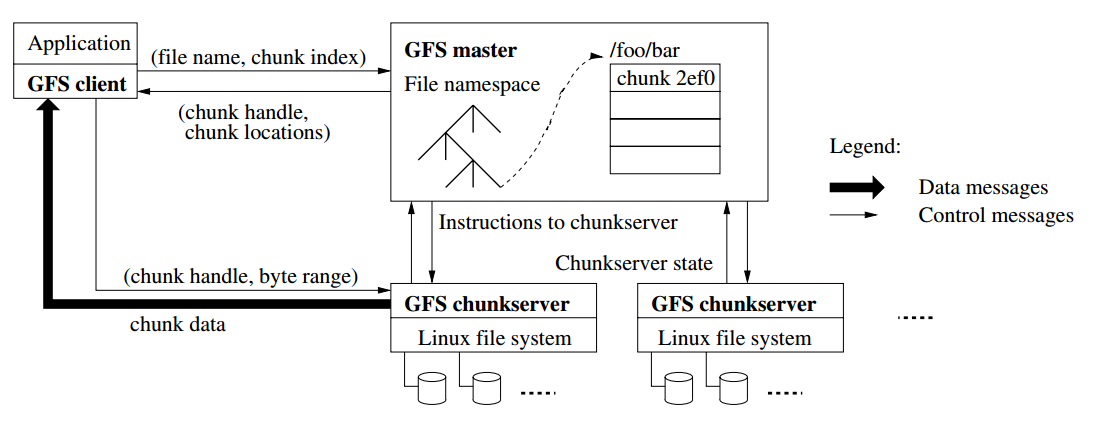 Application
GFS client
(file name, chunk index)
(chunk handle,
chunk locations)
GFS master
File namespace
/foo/bar
chunk 2ef0
Legend:
Data messages
Control messages
Instructions to chunkserver
Chunkserver state
(chunk handle, byte range)
chunk data
GFS chunkserver
Linux file system
GFS chunkserver
Linux file system